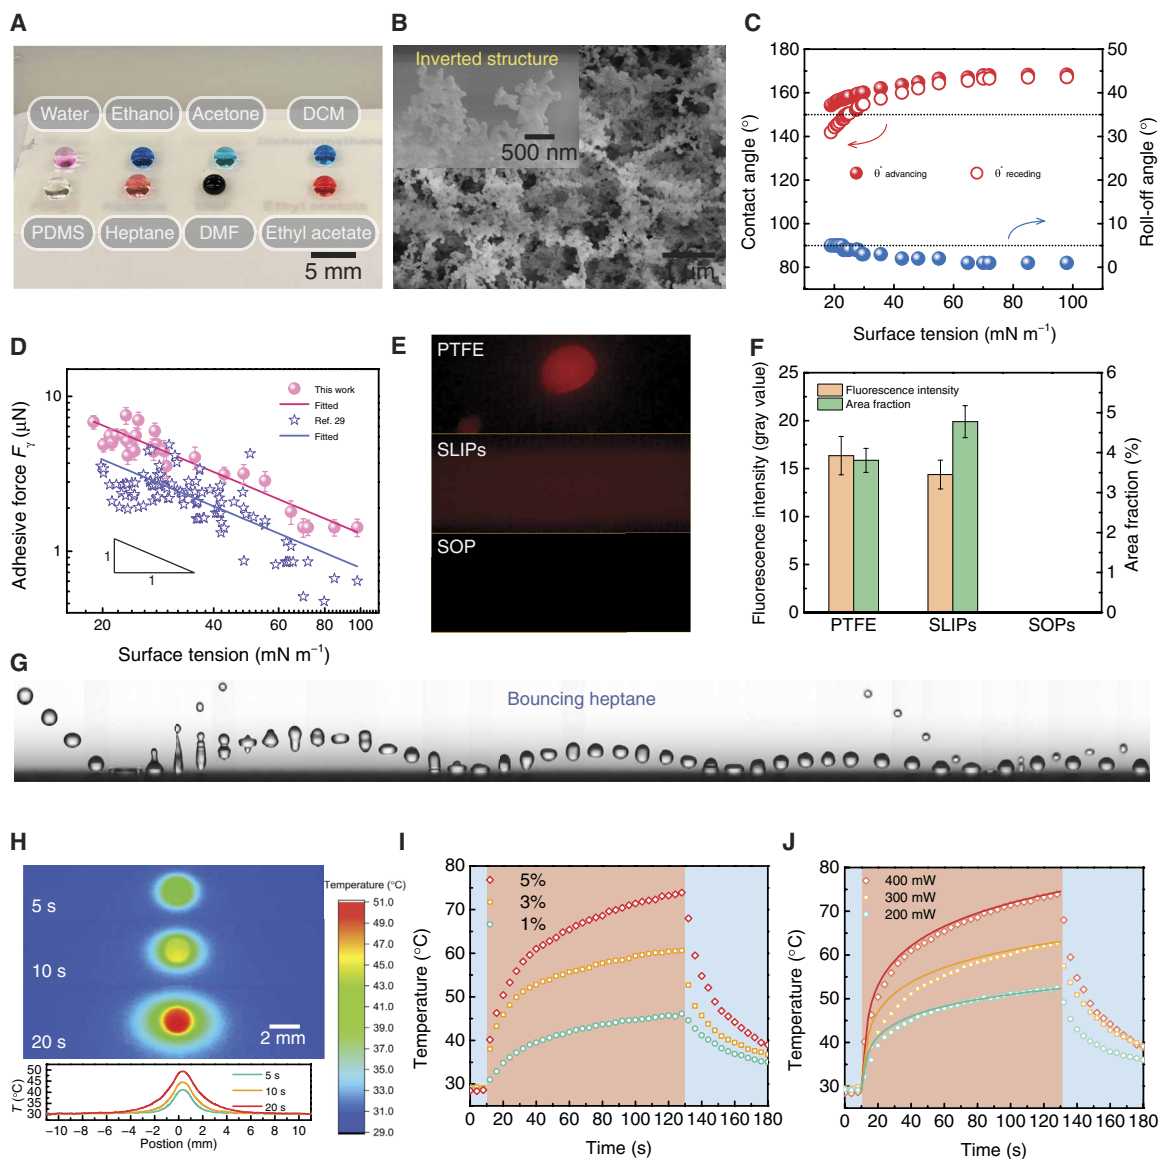 A
Water
Ethanol
Acetone
DCM
PDMS
Heptane
DMF
Ethyl acetate
5 mm
B
Inverted structure
500 nm
C
Contact angle (°)
180
160
140
120
100
80
50
40
30
20
10
0
Roll-off angle (°)
θ* advancing
θ* receding
20
40
60
80
100
Surface tension (mN m⁻¹)
D
Adhesive force Fγ (μN)
10
1
This work
Fitted
Ref. 29
Fitted
1
1
20
40
60
80
100
Surface tension (mN m⁻¹)
E
PTFE
SLIPs
SOP
F
Fluorescence intensity (gray value)
25
20
15
10
5
0
Fluorescence intensity
Area fraction
6
5
4
3
2
1
0
Area fraction (%)
PTFE
SLIPs
SOPs
G
Bouncing heptane
H
5 s
10 s
20 s
2 mm
Temperature (°C)
51.0
49.0
47.0
45.0
43.0
41.0
39.0
37.0
35.0
33.0
31.0
29.0
T (°C)
50
45
40
35
30
5 s
10 s
20 s
−10
−8
−6
−4
−2
0
2
4
6
8
10
Postion (mm)
I
Temperature (°C)
80
70
60
50
40
30
5%
3%
1%
0
20
40
60
80
100
120
140
160
180
Time (s)
J
Temperature (°C)
80
70
60
50
40
30
400 mW
300 mW
200 mW
0
20
40
60
80
100
120
140
160
180
Time (s)